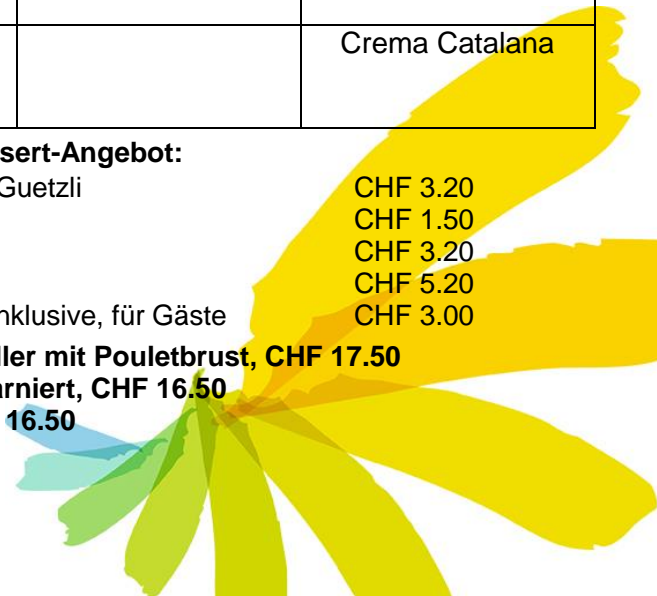 Crema Catalana
sert-Angebot:
Guetzli CHF 3.20
CHF 1.50
CHF 3.20
CHF 5.20
nklusive, für Gäste CHF 3.00
ller mit Pouletbrust, CHF 17.50
arniert, CHF 16.50
16.50